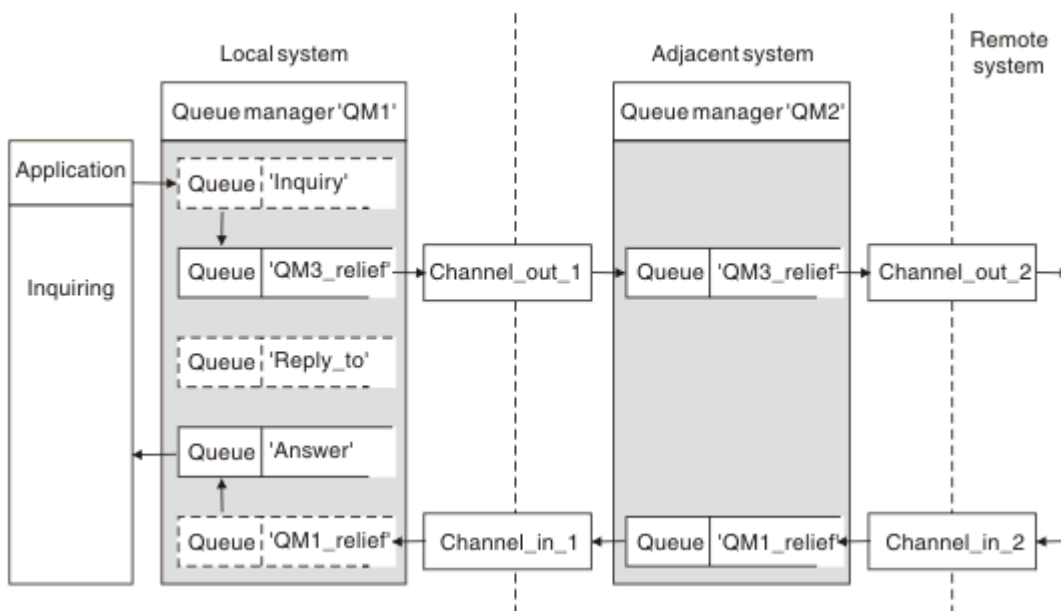 Local system
Adjacent system
Remote
system
Queue manager 'QM1'
Queue manager 'QM2'
Application
Inquiring
Queue 'Inquiry'
Queue 'QM3_relief'
Channel_out_1
Queue 'QM3_relief'
Channel_out_2
Queue 'Reply_to'
Queue 'Answer'
Queue 'QM1_relief'
Channel_in_1
Queue 'QM1_relief'
Channel_in_2